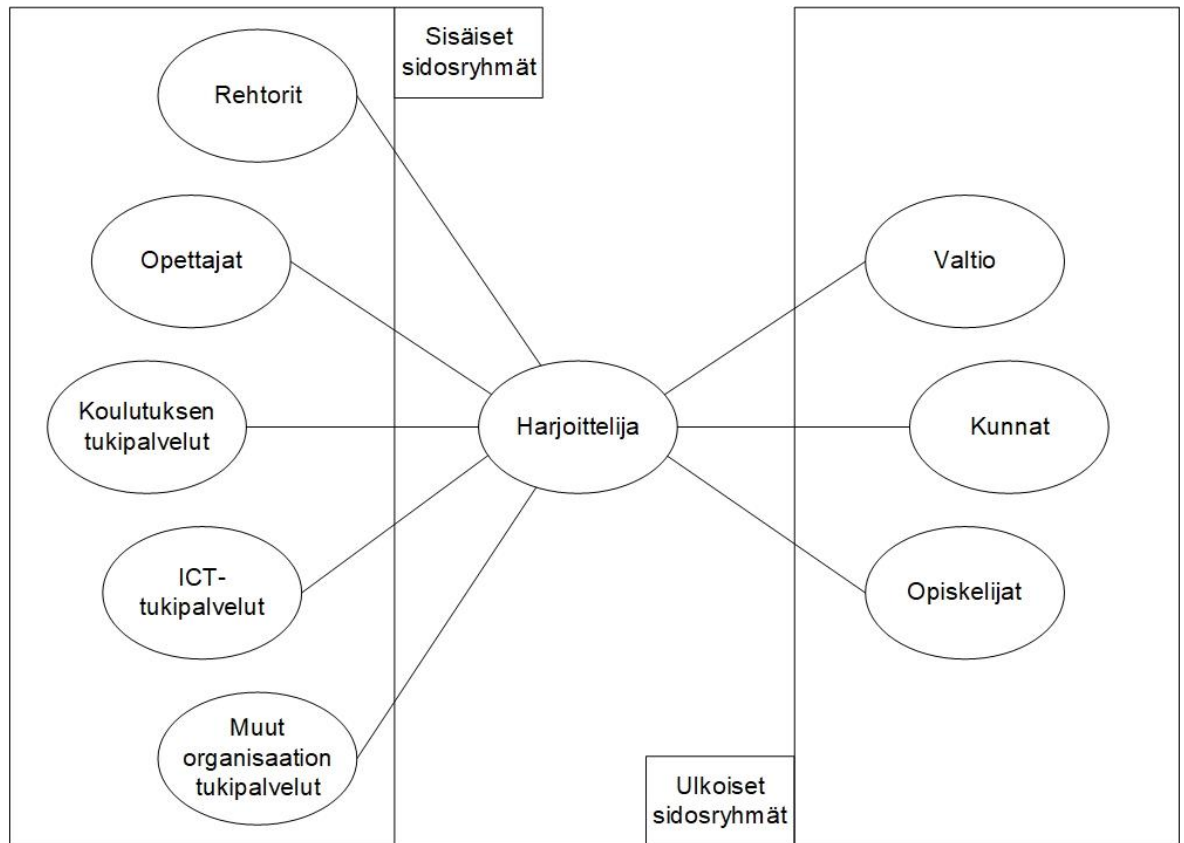 Sisäiset
sidosryhmät
Rehtorit
Opettajat
Koulutuksen
tukipalvelut
ICT-
tukipalvelut
Muut
organisaation
tukipalvelut
Harjoittelija
Valtio
Kunnat
Opiskelijat
Ulkoiset
sidosryhmät